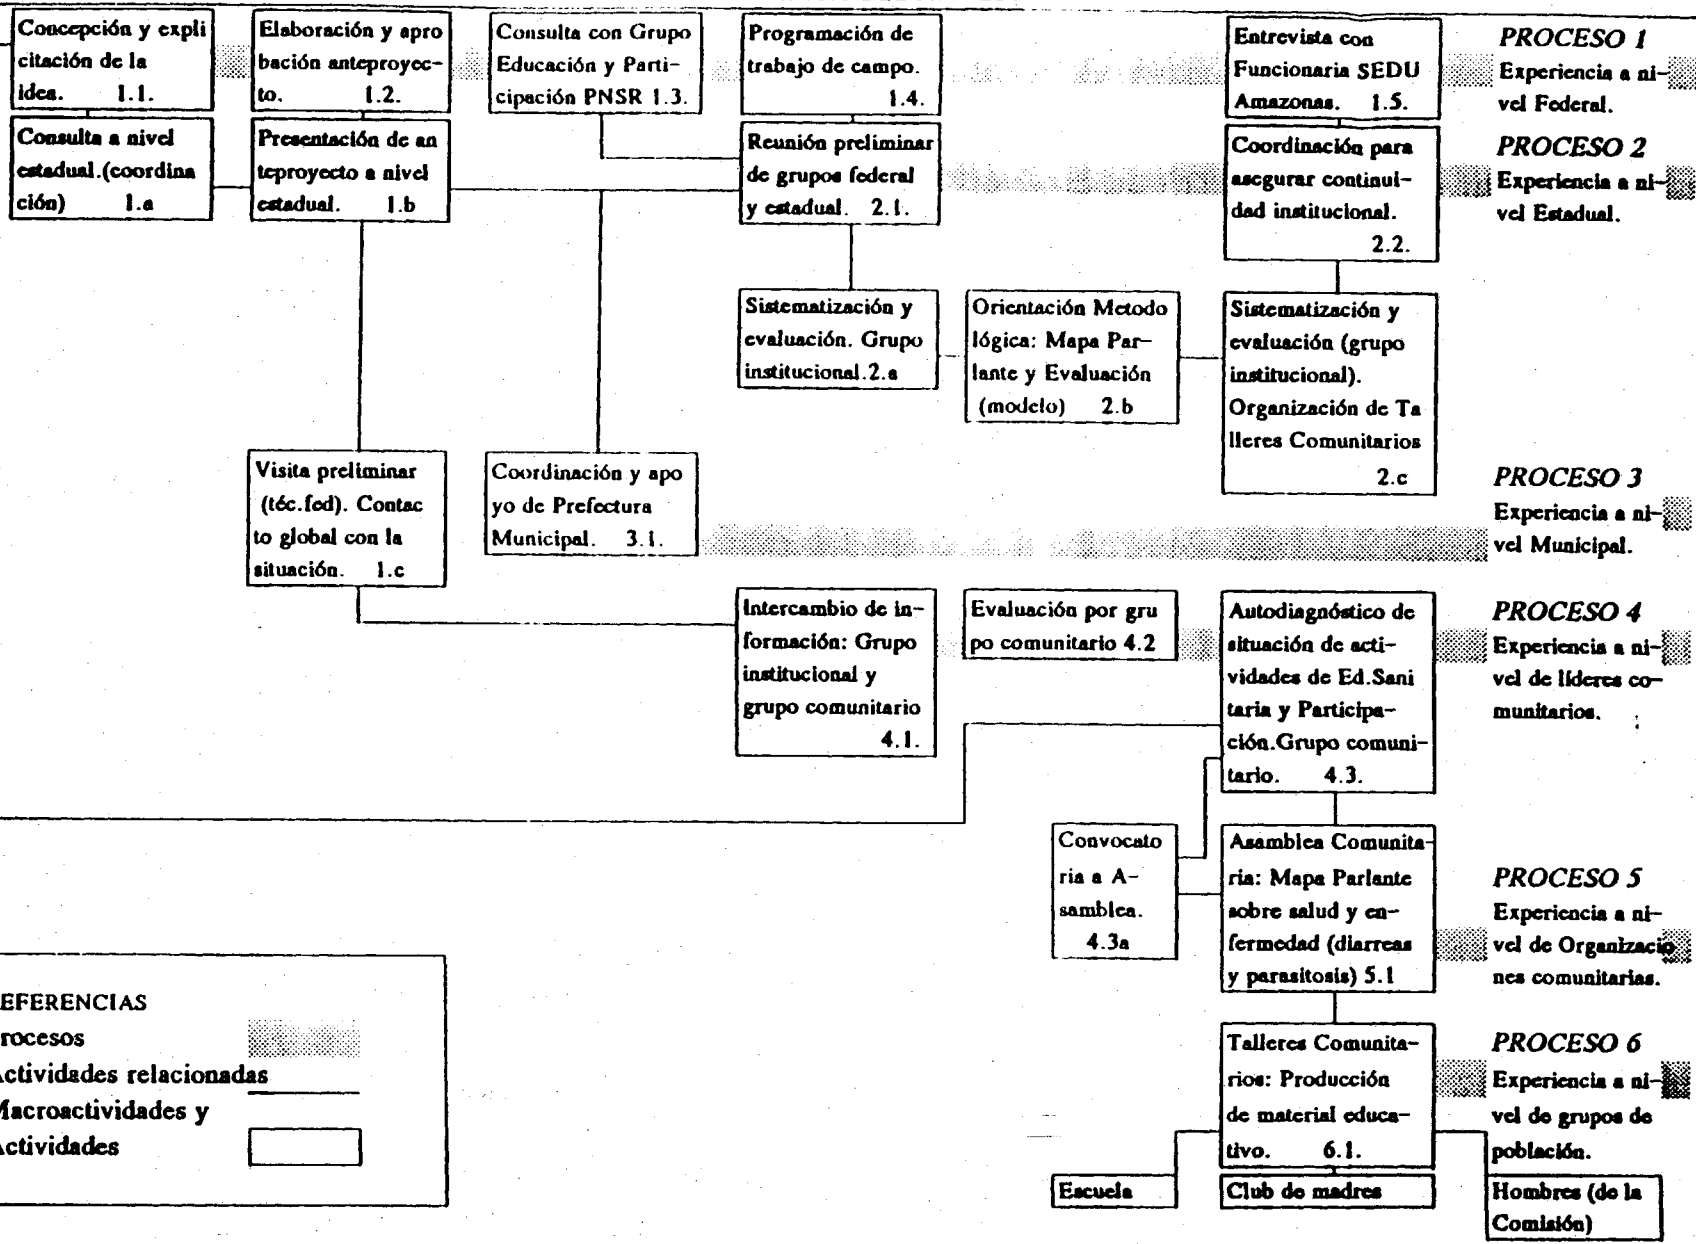 Concepción y expli
citación de la
idea. 1.1.
Elaboración y apro
bación anteproyec-
to. 1.2.
Consulta con Grupo
Educación y Parti-
cipación PNSR 1.3.
Programación de
trabajo de campo.
1.4.
Entrevista con
Funcionaria SEDU
Amazonas. 1.5.
PROCESO 1
Experiencia a ni-
vel Federal.
Consulta a nivel
estadual.(coordina
ción) 1.a
Presentación de an
teproyecto a nivel
estadual. 1.b
Reunión preliminar
de grupos federal
y estadual. 2.1.
Coordinación para
asegurar continui-
dad institucional.
2.2.
PROCESO 2
Experiencia a ni-
vel Estadual.
Sistematización y
evaluación. Grupo
institucional.2.a
Orientación Metodo
lógica: Mapa Par-
lante y Evaluación
(modelo) 2.b
Sistematización y
evaluación (grupo
institucional).
Organización de Ta
lleres Comunitarios
2.c
Visita preliminar
(téc.fed). Contac
to global con la
situación. 1.c
Coordinación y apo
yo de Prefectura
Municipal. 3.1.
PROCESO 3
Experiencia a ni-
vel Municipal.
Intercambio de in-
formación: Grupo
institucional y
grupo comunitario
4.1.
Evaluación por gru
po comunitario 4.2
Autodiagnóstico de
situación de acti-
vidades de Ed.Sani
taria y Participa-
ción.Grupo comuni-
tario. 4.3.
PROCESO 4
Experiencia a ni-
vel de líderes co-
munitarios.
Convocato
ria a A-
samblea.
4.3a
Asamblea Comunita-
ria: Mapa Parlante
sobre salud y en-
fermedad (diarreas
y parasitosis) 5.1
PROCESO 5
Experiencia a ni-
vel de Organizacio
nes comunitarias.
EFERENCIAS
rocesos
Actividades relacionadas
Macroactividades y
Actividades
Talleres Comunita-
rios: Producción
de material educa-
tivo. 6.1.
PROCESO 6
Experiencia a ni-
vel de grupos de
población.
Escuela
Club de madres
Hombres (de la
Comisión)